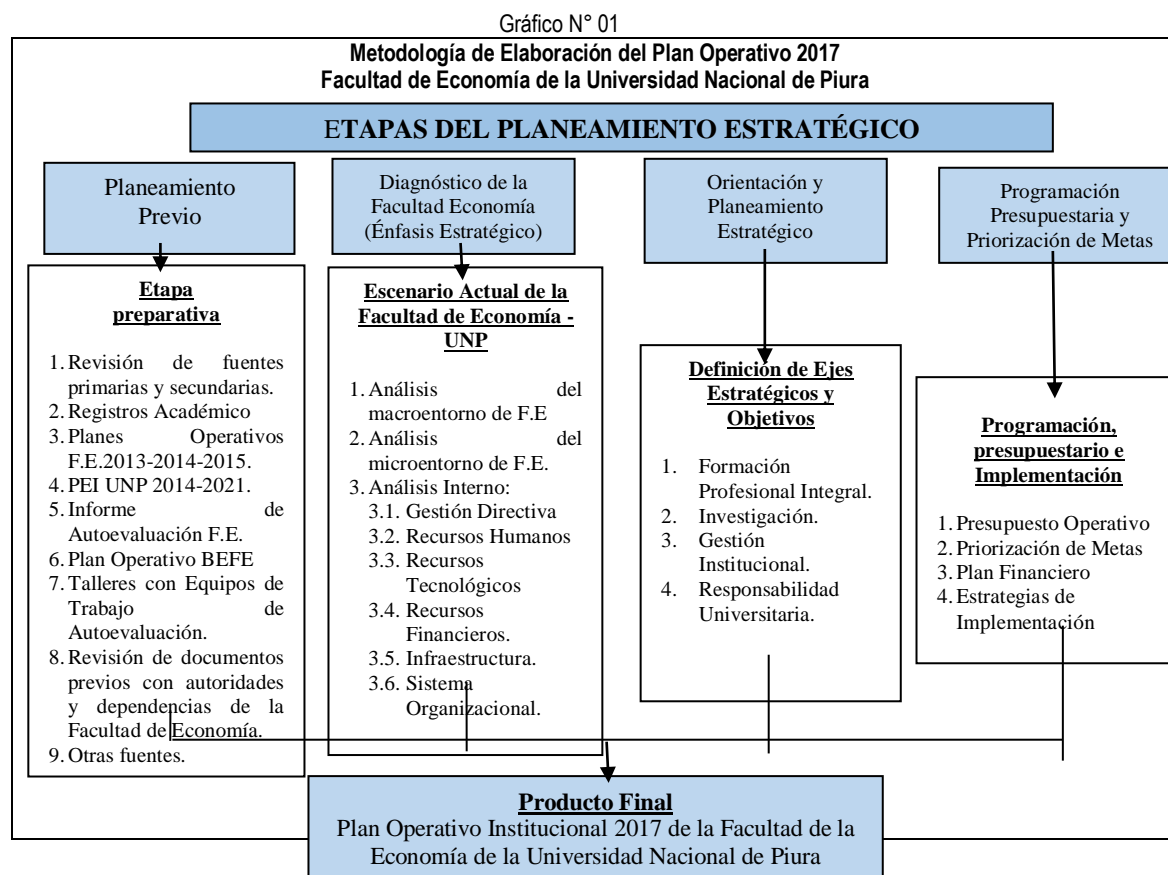 Gráfico N° 01
Metodología de Elaboración del Plan Operativo 2017
Facultad de Economía de la Universidad Nacional de Piura
ETAPAS DEL PLANEAMIENTO ESTRATÉGICO
Planeamiento
Previo
Etapa
preparativa
1. Revisión de fuentes
primarias y secundarias.
2. Registros Académico
3. Planes Operativos
F.E.2013-2014-2015.
4. PEI UNP 2014-2021.
5. Informe de
Autoevaluación F.E.
6. Plan Operativo BEFE
7. Talleres con Equipos de
Trabajo de
Autoevaluación.
8. Revisión de documentos
previos con autoridades
y dependencias de la
Facultad de Economía.
9. Otras fuentes.
Diagnóstico de la
Facultad Economía
(Énfasis Estratégico)
Escenario Actual de la
Facultad de Economía -
UNP
1. Análisis del
macroentorno de F.E
2. Análisis del
microentorno de F.E.
3. Análisis Interno:
3.1. Gestión Directiva
3.2. Recursos Humanos
3.3. Recursos
Tecnológicos
3.4. Recursos
Financieros.
3.5. Infraestructura.
3.6. Sistema
Organizacional.
Orientación y
Planeamiento
Estratégico
Definición de Ejes
Estratégicos y
Objetivos
1. Formación
Profesional Integral.
2. Investigación.
3. Gestión
Institucional.
4. Responsabilidad
Universitaria.
Programación
Presupuestaria y
Priorización de Metas
Programación,
presupuestario e
Implementación
1. Presupuesto Operativo
2. Priorización de Metas
3. Plan Financiero
4. Estrategias de
Implementación
Producto Final
Plan Operativo Institucional 2017 de la Facultad de la
Economía de la Universidad Nacional de Piura